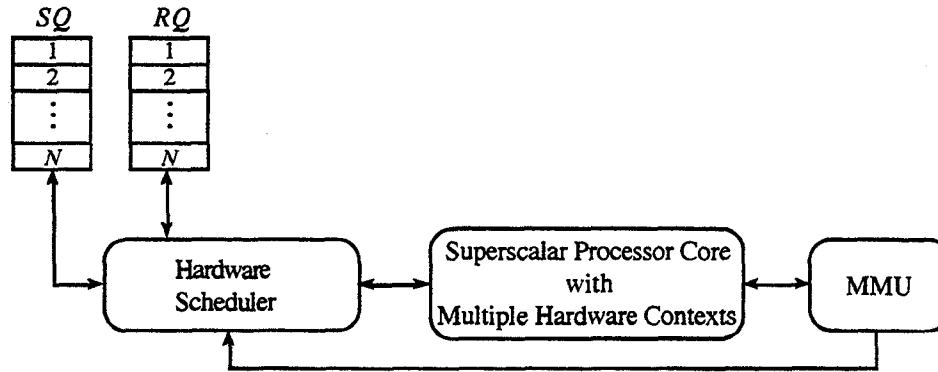 SQ RQ
1 1
2 2
⋮ ⋮
N N
Hardware
Scheduler
Superscalar Processor Core
with
Multiple Hardware Contexts
MMU